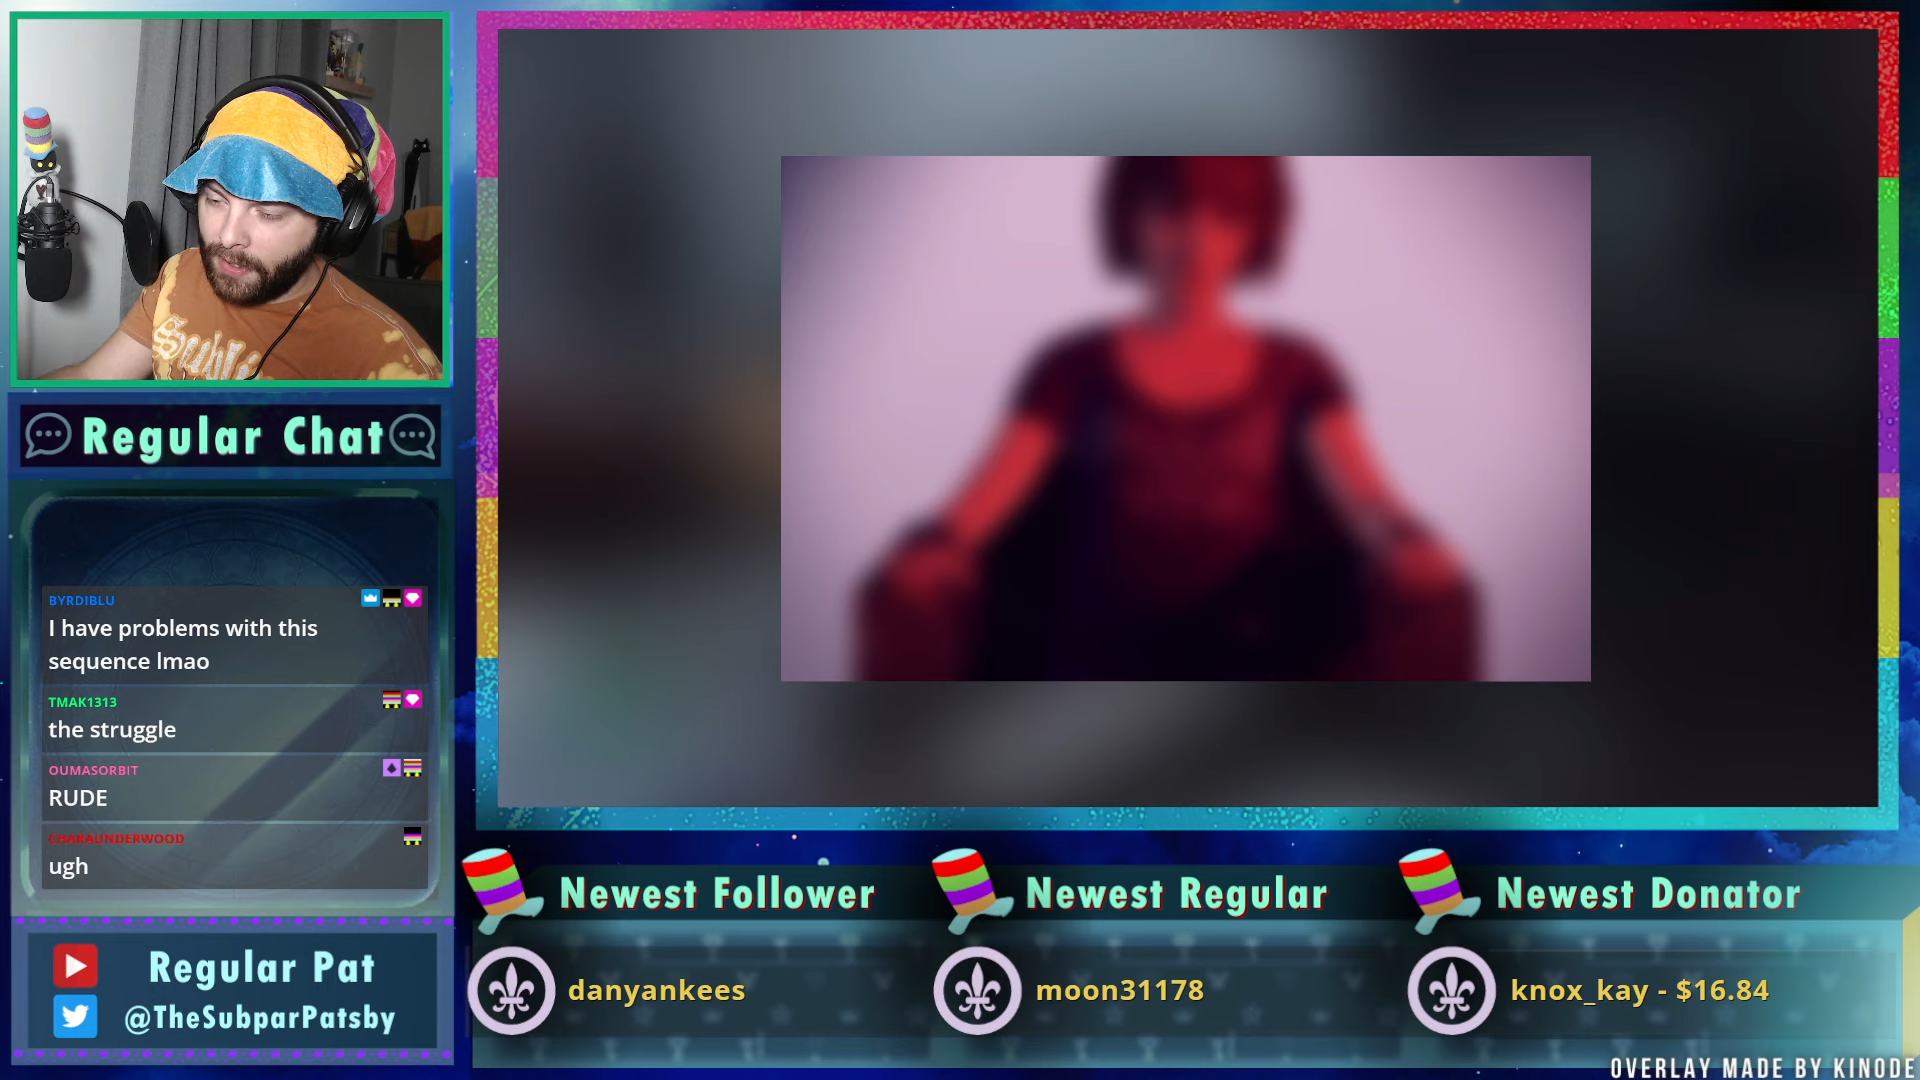 Regular Chat
BYRDIBLU
I have problems with this
sequence lmao
TMAK1313
the struggle
OUMASORBIT
RUDE
CHARAUNDERWOOD
ugh
Regular Pat
@TheSubparPatsby
Newest Follower
danyankees
Newest Regular
moon31178
Newest Donator
knox_kay - $16.84
OVERLAY MADE BY KINODE